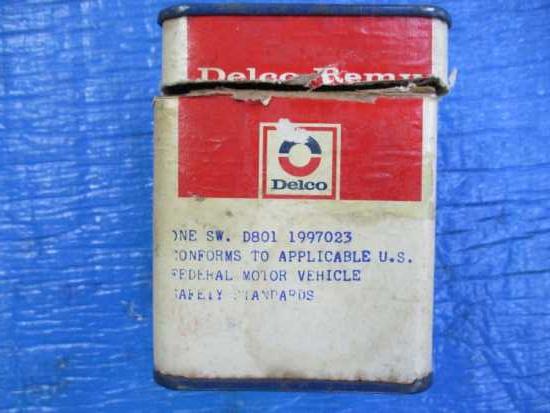 Delco Remy
Delco
ONE SW. D801 1997023
CONFORMS TO APPLICABLE U.S.
FEDERAL MOTOR VEHICLE
SAFETY STANDARDS